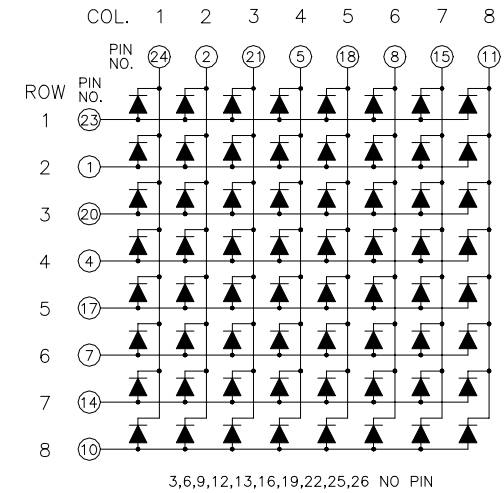 COL. 1 2 3 4 5 6 7 8
PIN NO. 24 2 21 5 18 8 15 11
ROW PIN NO.
1 23
2 1
3 20
4 4
5 17
6 7
7 14
8 10
3,6,9,12,13,16,19,22,25,26 NO PIN